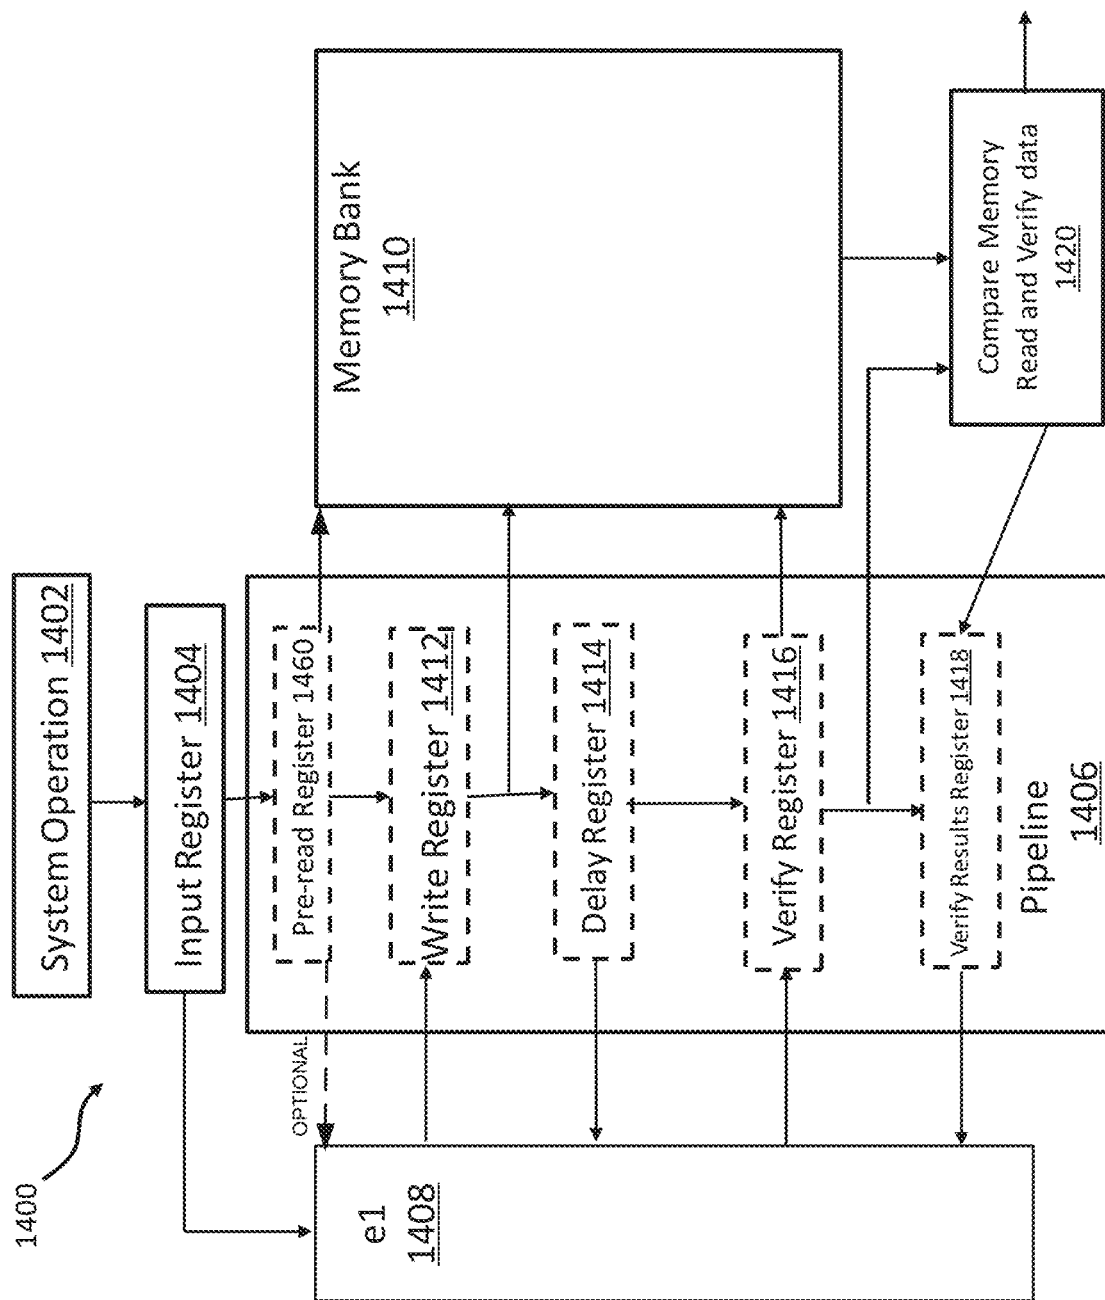 1400
System Operation 1402
Input Register 1404
OPTIONAL
e1
1408
Pre-read Register 1460
Write Register 1412
Delay Register 1414
Verify Register 1416
Verify Results Register 1418
Pipeline
1406
Memory Bank
1410
Compare Memory
Read and Verify data
1420